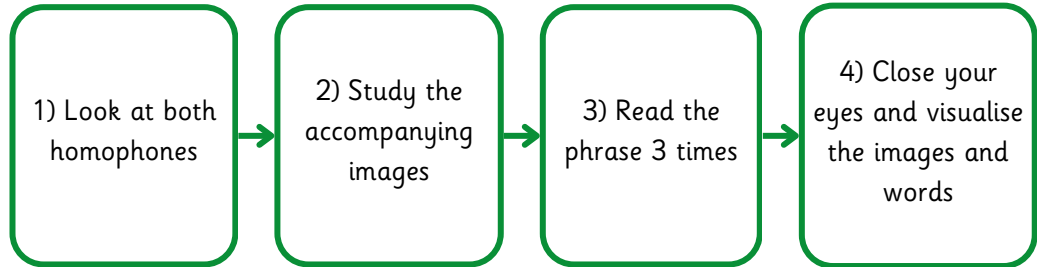 1) Look at both
homophones
2) Study the
accompanying
images
3) Read the
phrase 3 times
4) Close your
eyes and visualise
the images and
words